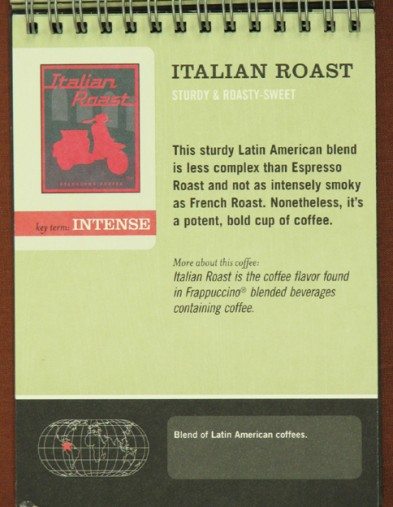 Italian
Roast
STARBUCKS COFFEE
key term: INTENSE
ITALIAN ROAST
STURDY & ROASTY-SWEET
This sturdy Latin American blend
is less complex than Espresso
Roast and not as intensely smoky
as French Roast. Nonetheless, it's
a potent, bold cup of coffee.
More about this coffee:
Italian Roast is the coffee flavor found
in Frappuccino® blended beverages
containing coffee.
Blend of Latin American coffees.